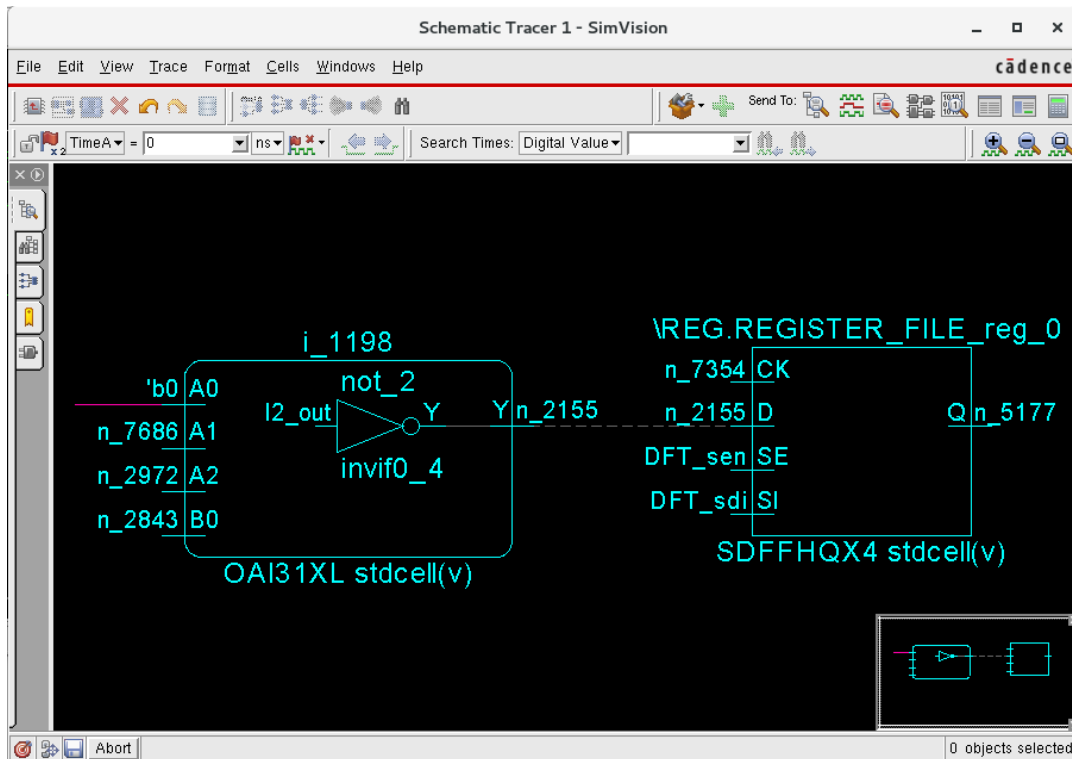 Schematic Tracer 1 - SimVision
File Edit View Trace Format Cells Windows Help
cādence
Send To:
x2 TimeA = 0 ns Search Times: Digital Value
i_1198
'b0 A0
n_7686 A1
n_2972 A2
n_2843 B0
not_2
I2_out Y
invif0_4
Y n_2155
OAI31XL stdcell(v)
\REG.REGISTER_FILE_reg_0
n_7354 CK
n_2155 D
DFT_sen SE
DFT_sdi SI
Q n_5177
SDFFHQX4 stdcell(v)
Abort
0 objects selected